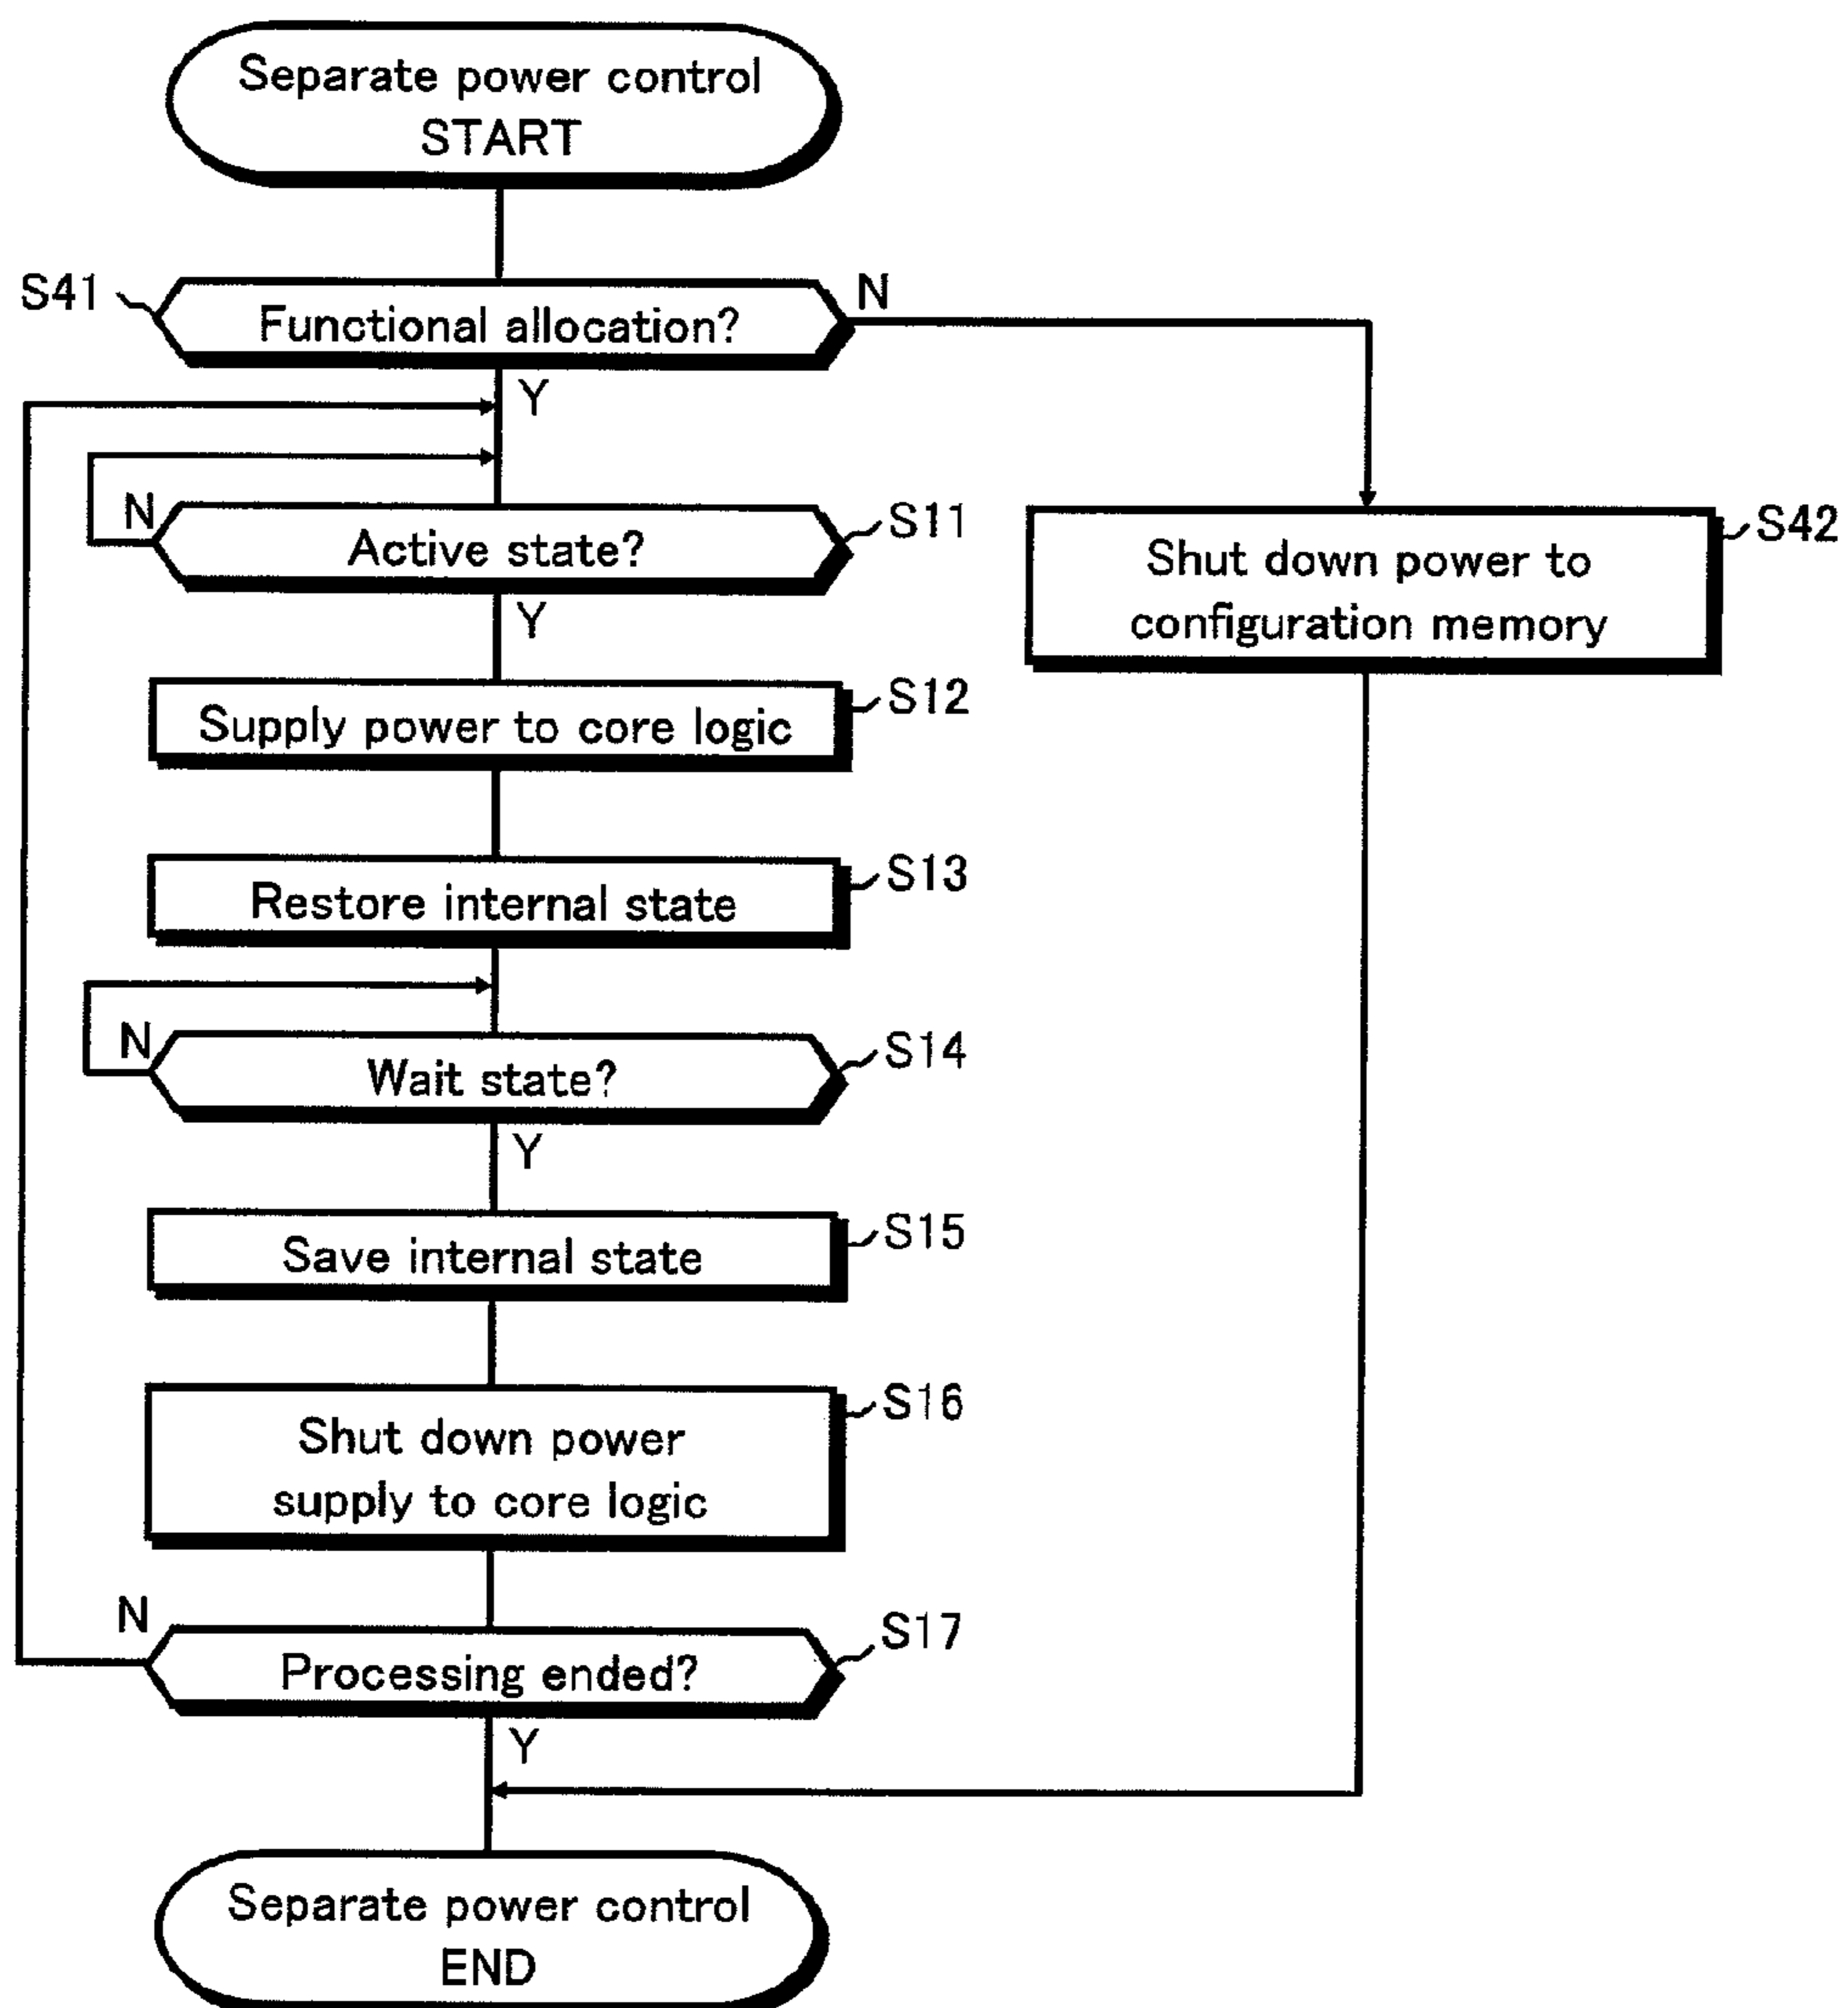 Separate power control
START
S41
Functional allocation?
N
Y
N
Active state?
S11
Y
Shut down power to
configuration memory
S42
Supply power to core logic
S12
Restore internal state
S13
N
Wait state?
S14
Y
Save internal state
S15
Shut down power
supply to core logic
S16
N
Processing ended?
S17
Y
Separate power control
END